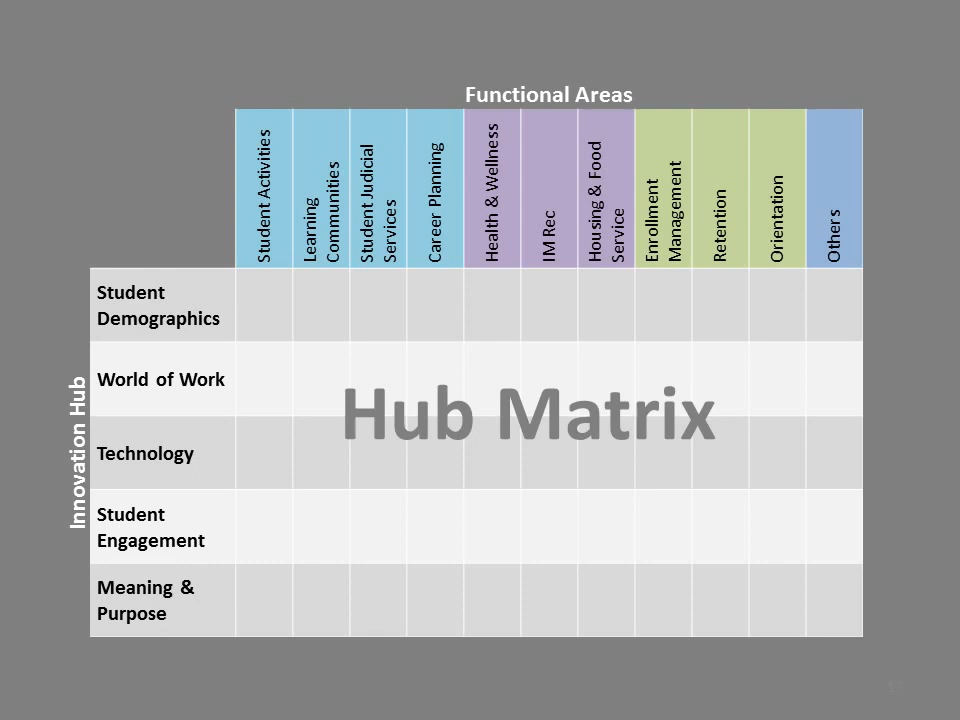 Functional Areas
Student Activities
Learning
Communities
Student Judicial
Services
Career Planning
Health & Wellness
IM Rec
Housing & Food
Service
Enrollment
Management
Retention
Orientation
Others
Innovation Hub
Student
Demographics
World of Work
Technology
Student
Engagement
Meaning &
Purpose
Hub Matrix